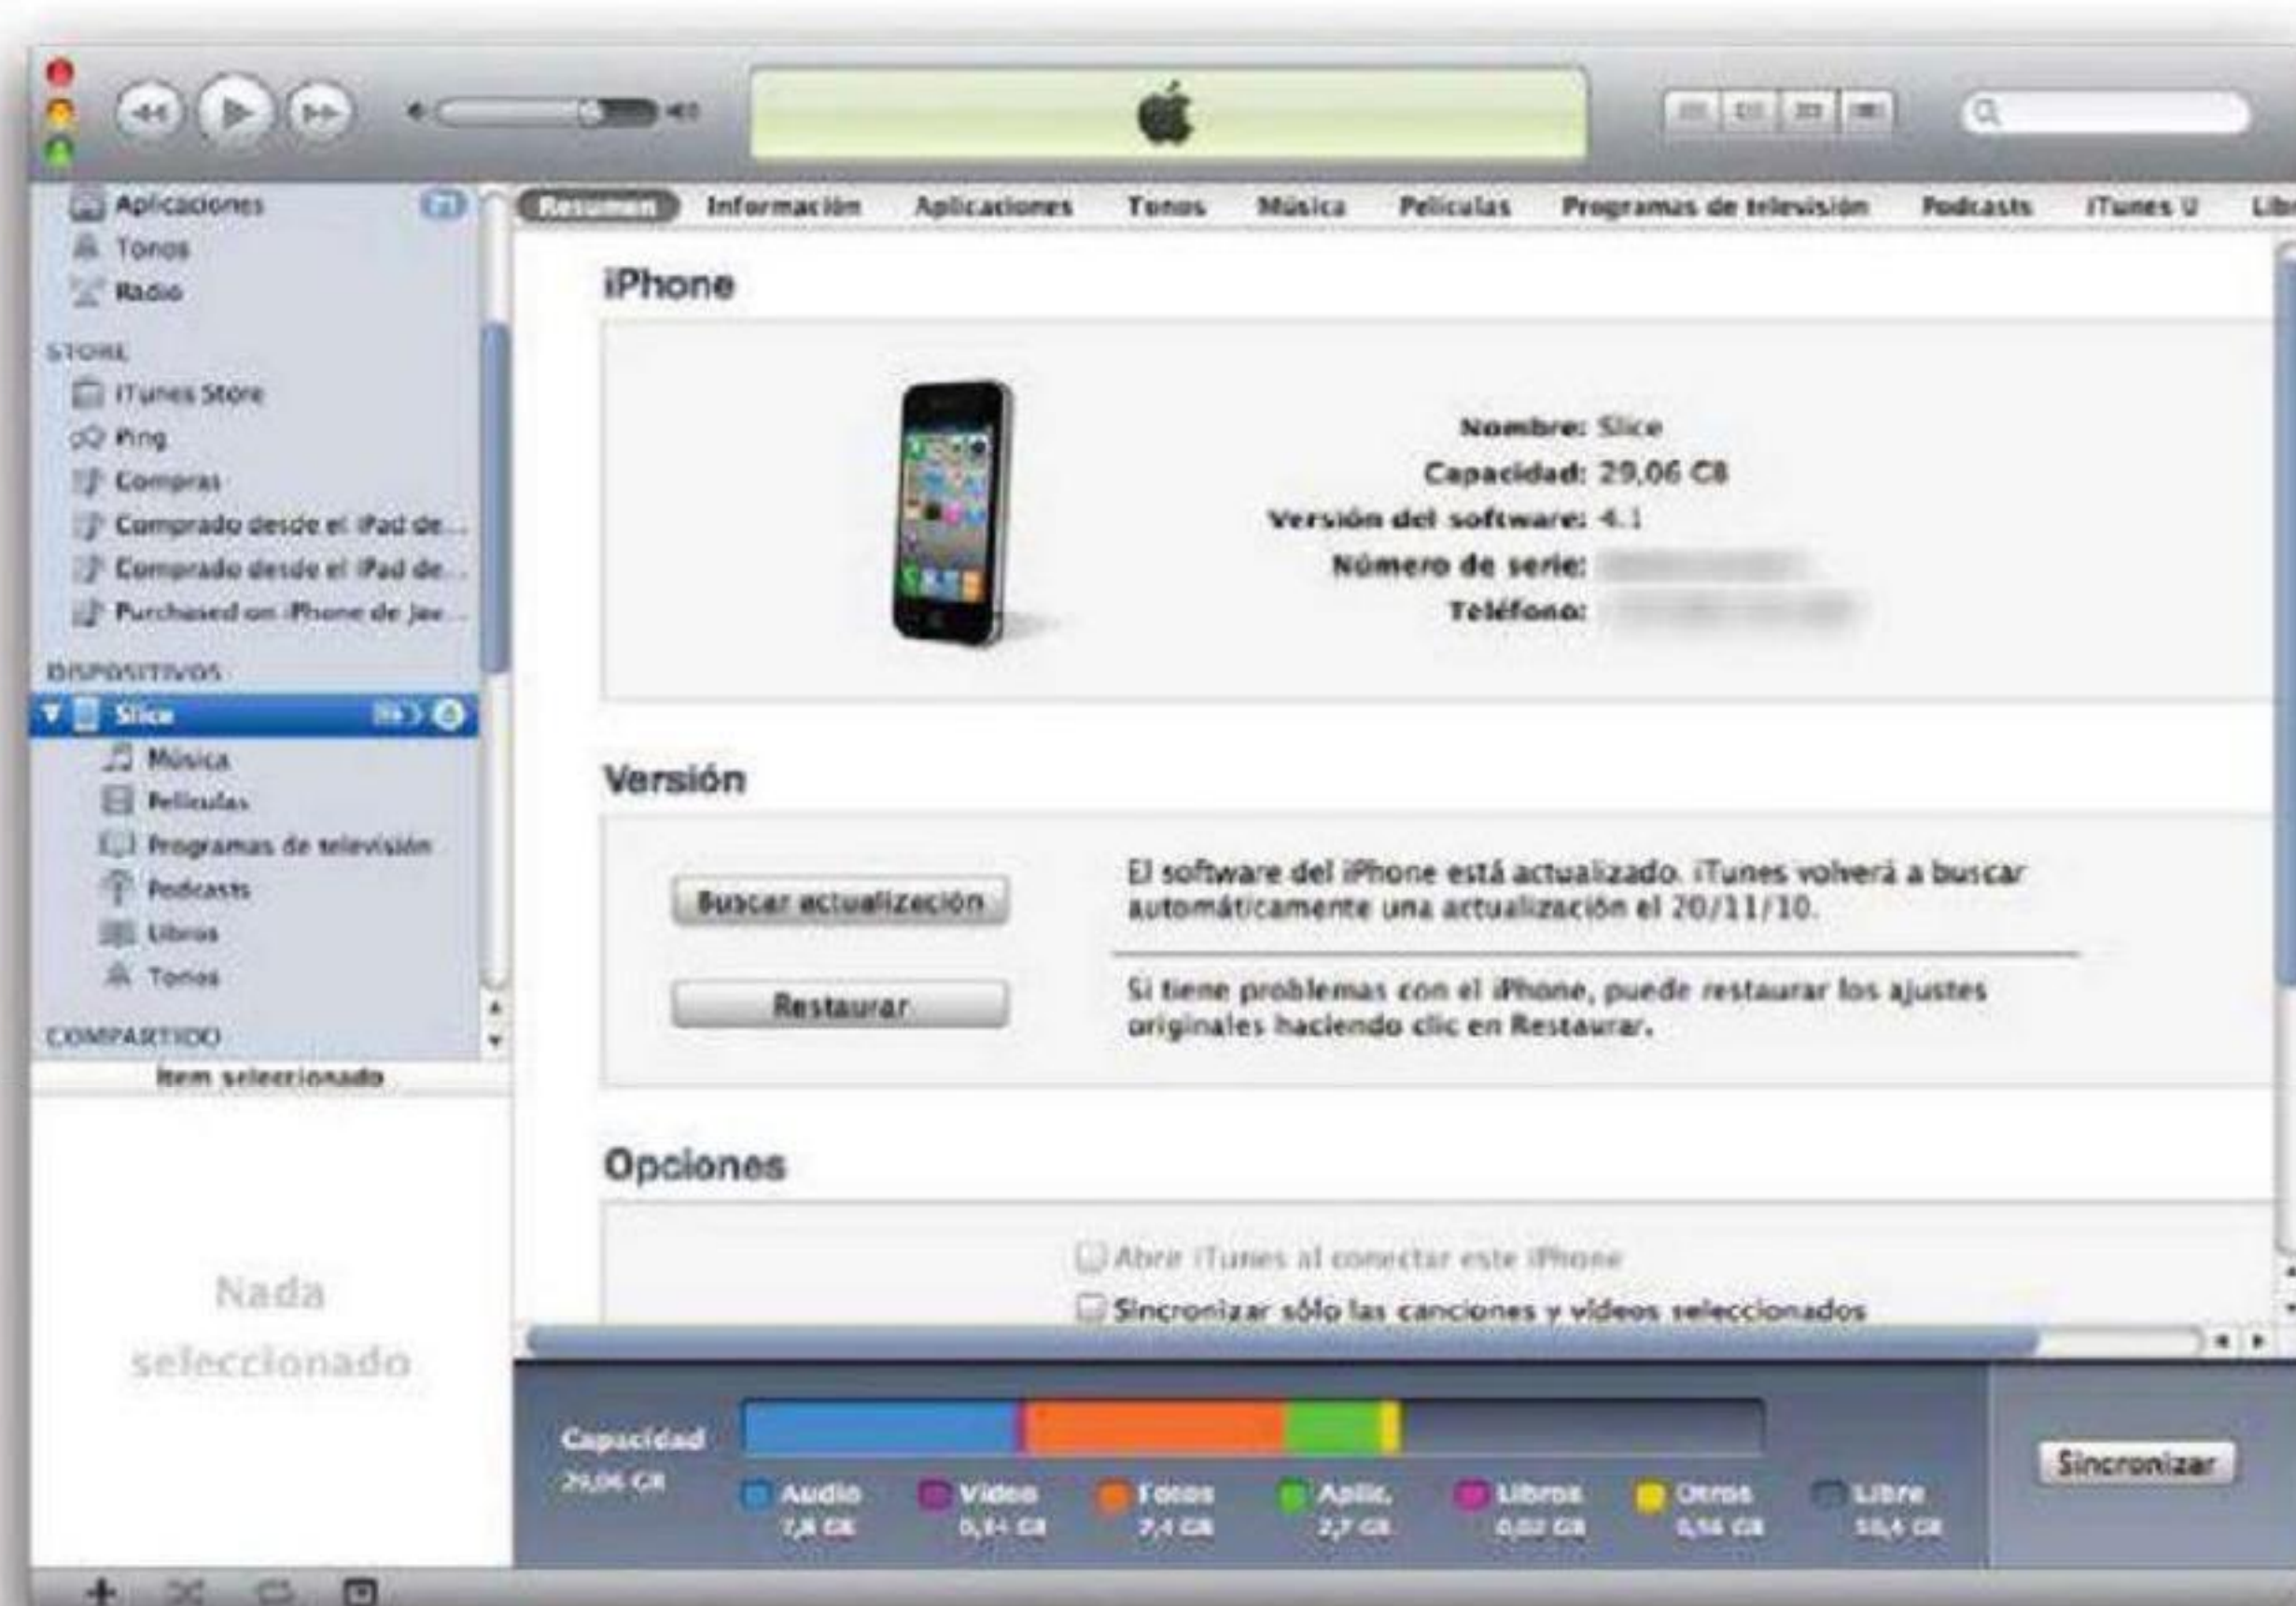 Aplicaciones
Tonos
Radio
STORE
iTunes Store
Ping
Compras
Comprado desde el iPad de...
Comprado desde el iPad de...
Purchased on iPhone de Jav...
DISPOSITIVOS
Slice
Música
Películas
Programas de televisión
Podcasts
Libros
Tonos
COMPARTIDO
Ítem seleccionado
Nada
seleccionado
Resumen Información Aplicaciones Tonos Música Películas Programas de televisión Podcasts iTunes U
iPhone
Nombre: Slice
Capacidad: 29,06 GB
Versión del software: 4.1
Número de serie:
Teléfono:
Versión
Buscar actualización
El software del iPhone está actualizado. iTunes volverá a buscar
automáticamente una actualización el 20/11/10.
Restaurar
Si tiene problemas con el iPhone, puede restaurar los ajustes
originales haciendo clic en Restaurar.
Opciones
Abrir iTunes al conectar este iPhone
Sincronizar sólo las canciones y vídeos seleccionados
Capacidad
29,06 GB
Audio Vídeo Fotos Aplic. Libros Otros Libre
7,8 GB 7,4 GB 2,7 GB 0,02 GB
Sincronizar